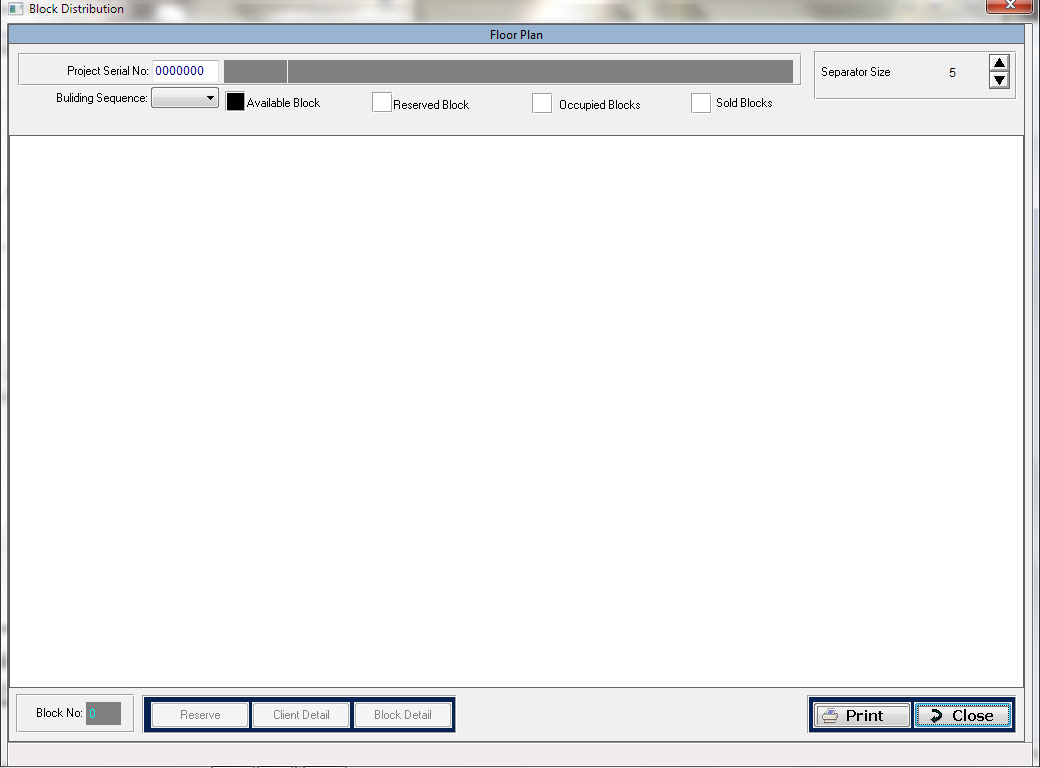 Block Distribution
Floor Plan
Project Serial No: 0000000
Separator Size 5
Buliding Sequence:
Available Block
Reserved Block
Occupied Blocks
Sold Blocks
Block No: 0
Reserve
Client Detail
Block Detail
Print
Close